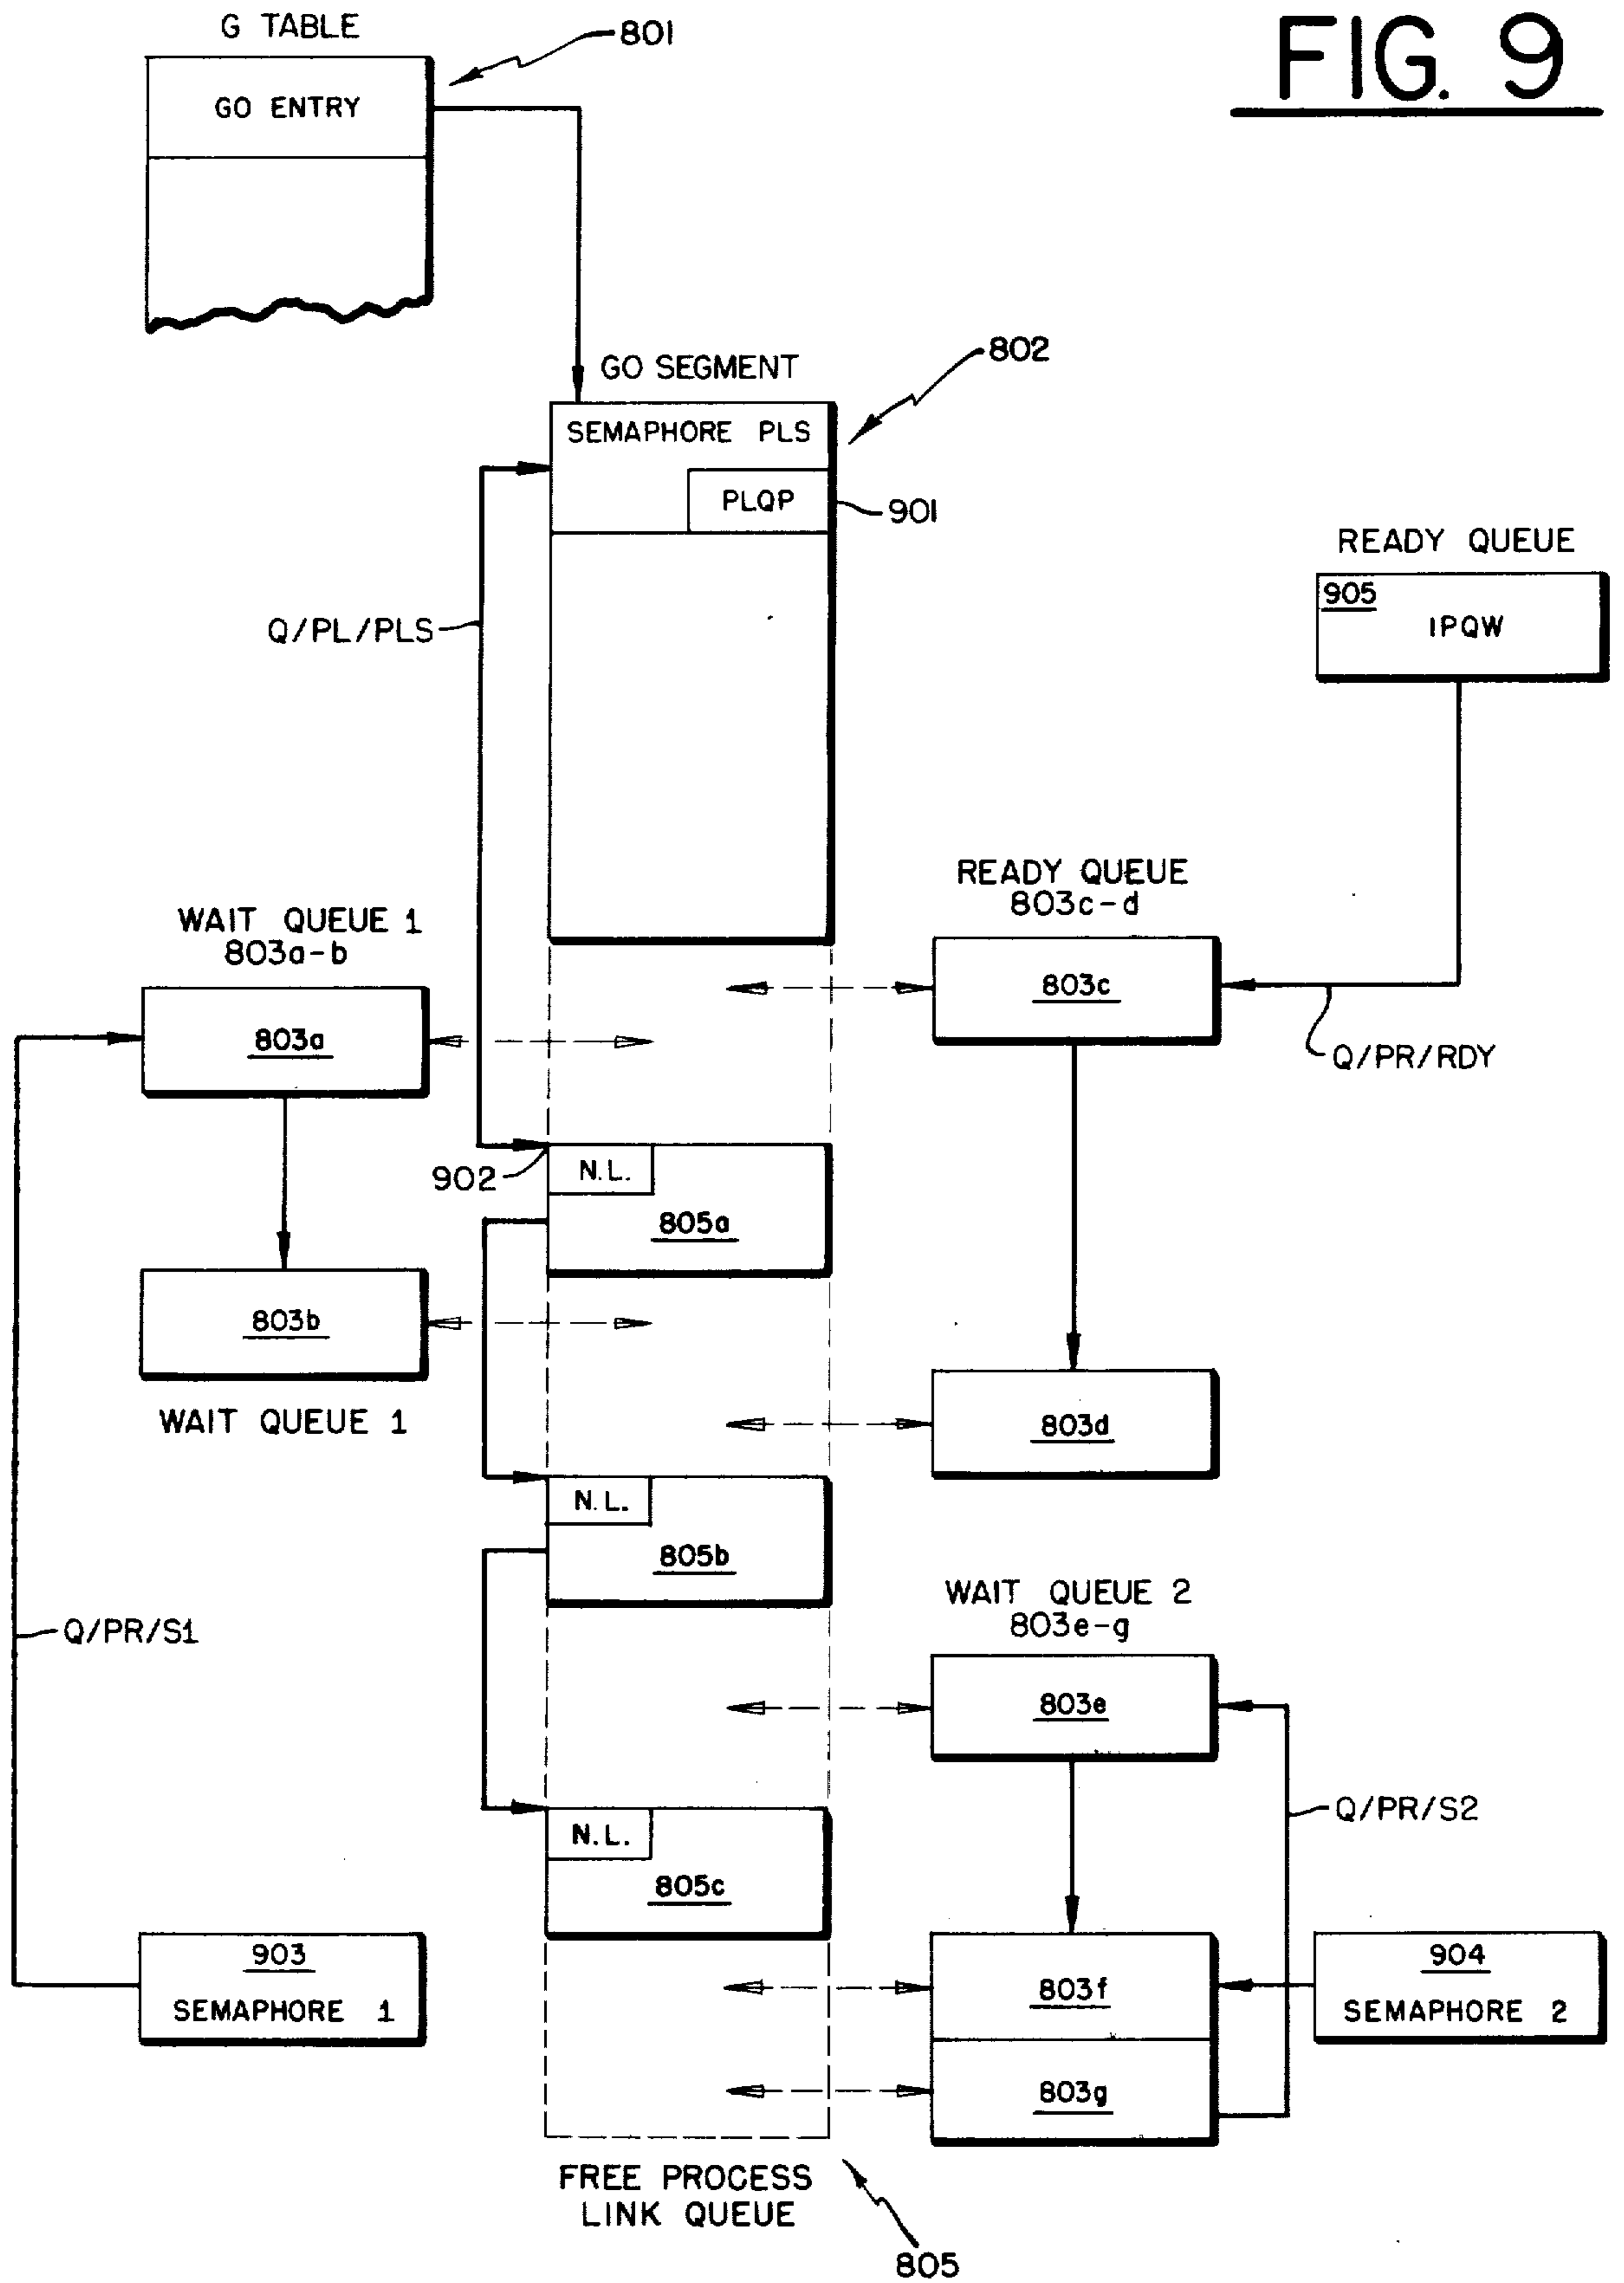 FIG. 9
G TABLE
801
GO ENTRY
GO SEGMENT
802
SEMAPHORE PLS
PLQP
901
READY QUEUE
905
IPQW
Q/PL/PLS
READY QUEUE
803c-d
WAIT QUEUE 1
803a-b
803c
803a
Q/PR/RDY
902
N.L.
805a
803b
WAIT QUEUE 1
803d
N.L.
805b
WAIT QUEUE 2
803e-g
Q/PR/S1
803e
Q/PR/S2
N.L.
805c
903
SEMAPHORE 1
803f
904
SEMAPHORE 2
803g
FREE PROCESS
LINK QUEUE
805